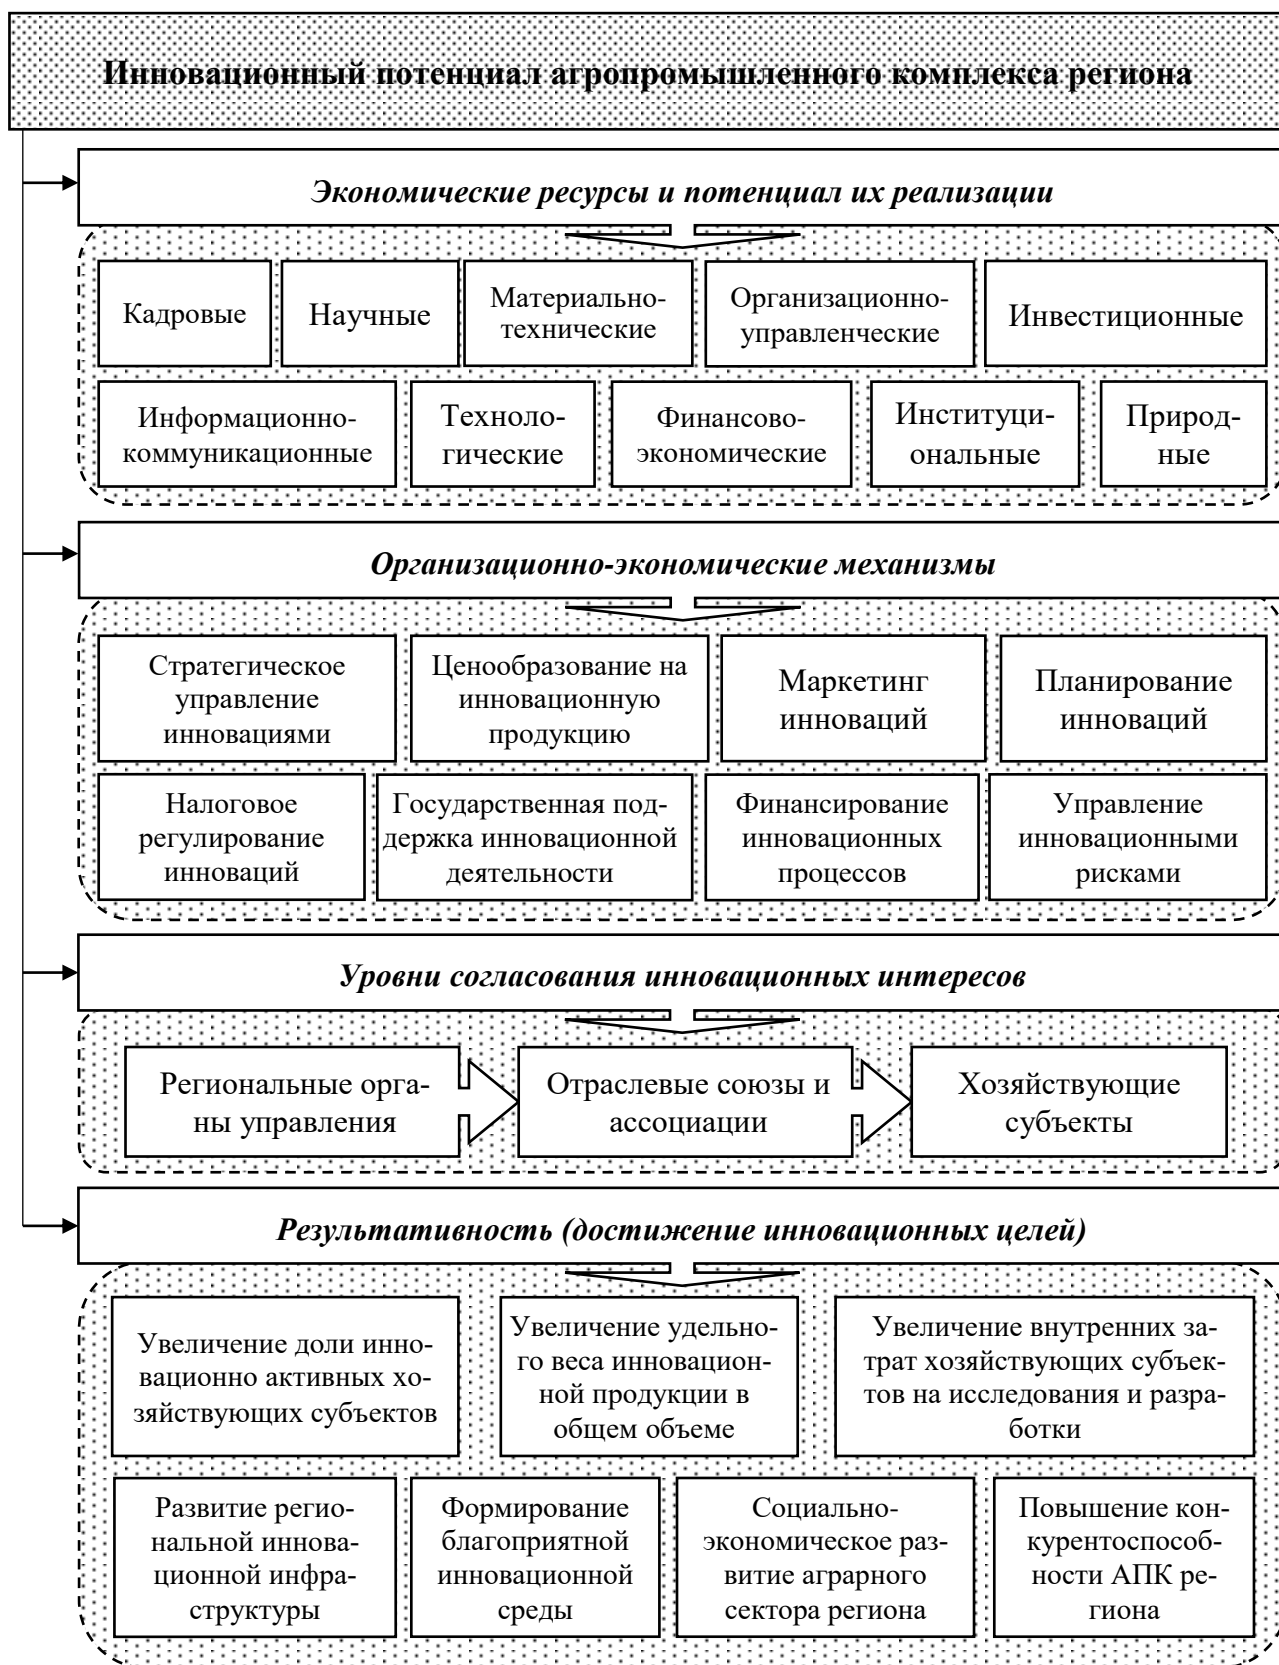 Инновационный потенциал агропромышленного комплекса региона
Экономические ресурсы и потенциал их реализации
Кадровые
Научные
Материально-
технические
Организационно-
управленческие
Инвестиционные
Информационно-
коммуникационные
Техноло-
гические
Финансово-
экономические
Институци-
ональные
Природ-
ные
Организационно-экономические механизмы
Стратегическое
управление
инновациями
Ценообразование на
инновационную
продукцию
Маркетинг
инноваций
Планирование
инноваций
Налоговое
регулирование
инноваций
Государственная под-
держка инновационной
деятельности
Финансирование
инновационных
процессов
Управление
инновационными
рисками
Уровни согласования инновационных интересов
Региональные орга-
ны управления
Отраслевые союзы и
ассоциации
Хозяйствующие
субъекты
Результативность (достижение инновационных целей)
Увеличение доли инно-
вационно активных хо-
зяйствующих субъектов
Увеличение удельно-
го веса инновацион-
ной продукции в
общем объеме
Увеличение внутренних за-
трат хозяйствующих субъек-
тов на исследования и разра-
ботки
Развитие реги-
нальной иннова-
ционной инфра-
структуры
Формирование
благоприятной
инновационной
среды
Социально-
экономическое раз-
витие аграрного
сектора региона
Повышение кон-
курентоспособ-
ности АПК ре-
гиона